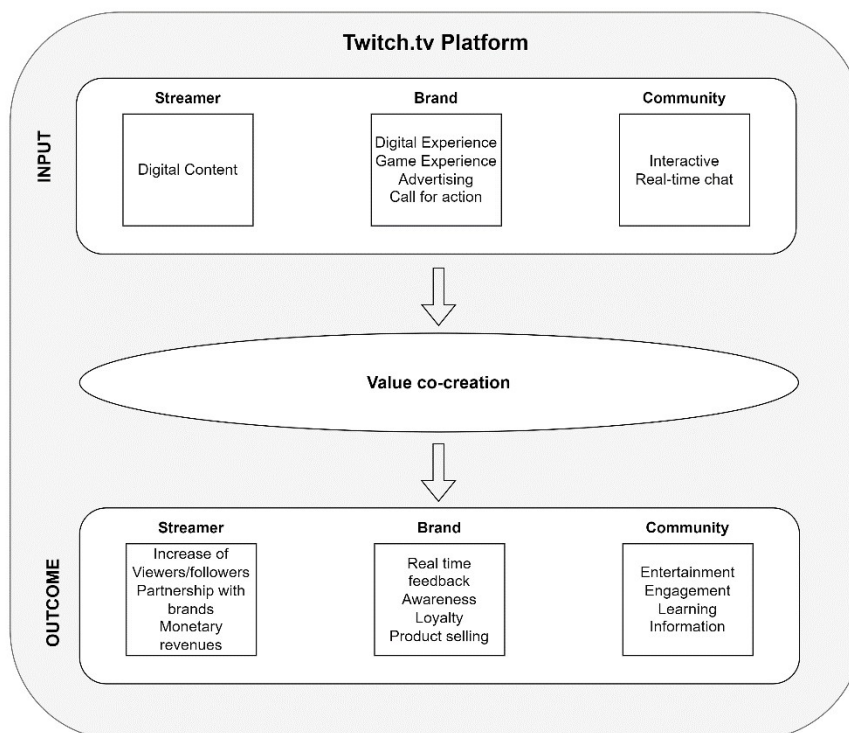 Twitch.tv Platform
INPUT
Streamer
Digital Content
Brand
Digital Experience
Game Experience
Advertising
Call for action
Community
Interactive
Real-time chat
Value co-creation
OUTCOME
Streamer
Increase of
Viewers/followers
Partnership with
brands
Monetary
revenues
Brand
Real time
feedback
Awareness
Loyalty
Product selling
Community
Entertainment
Engagement
Learning
Information